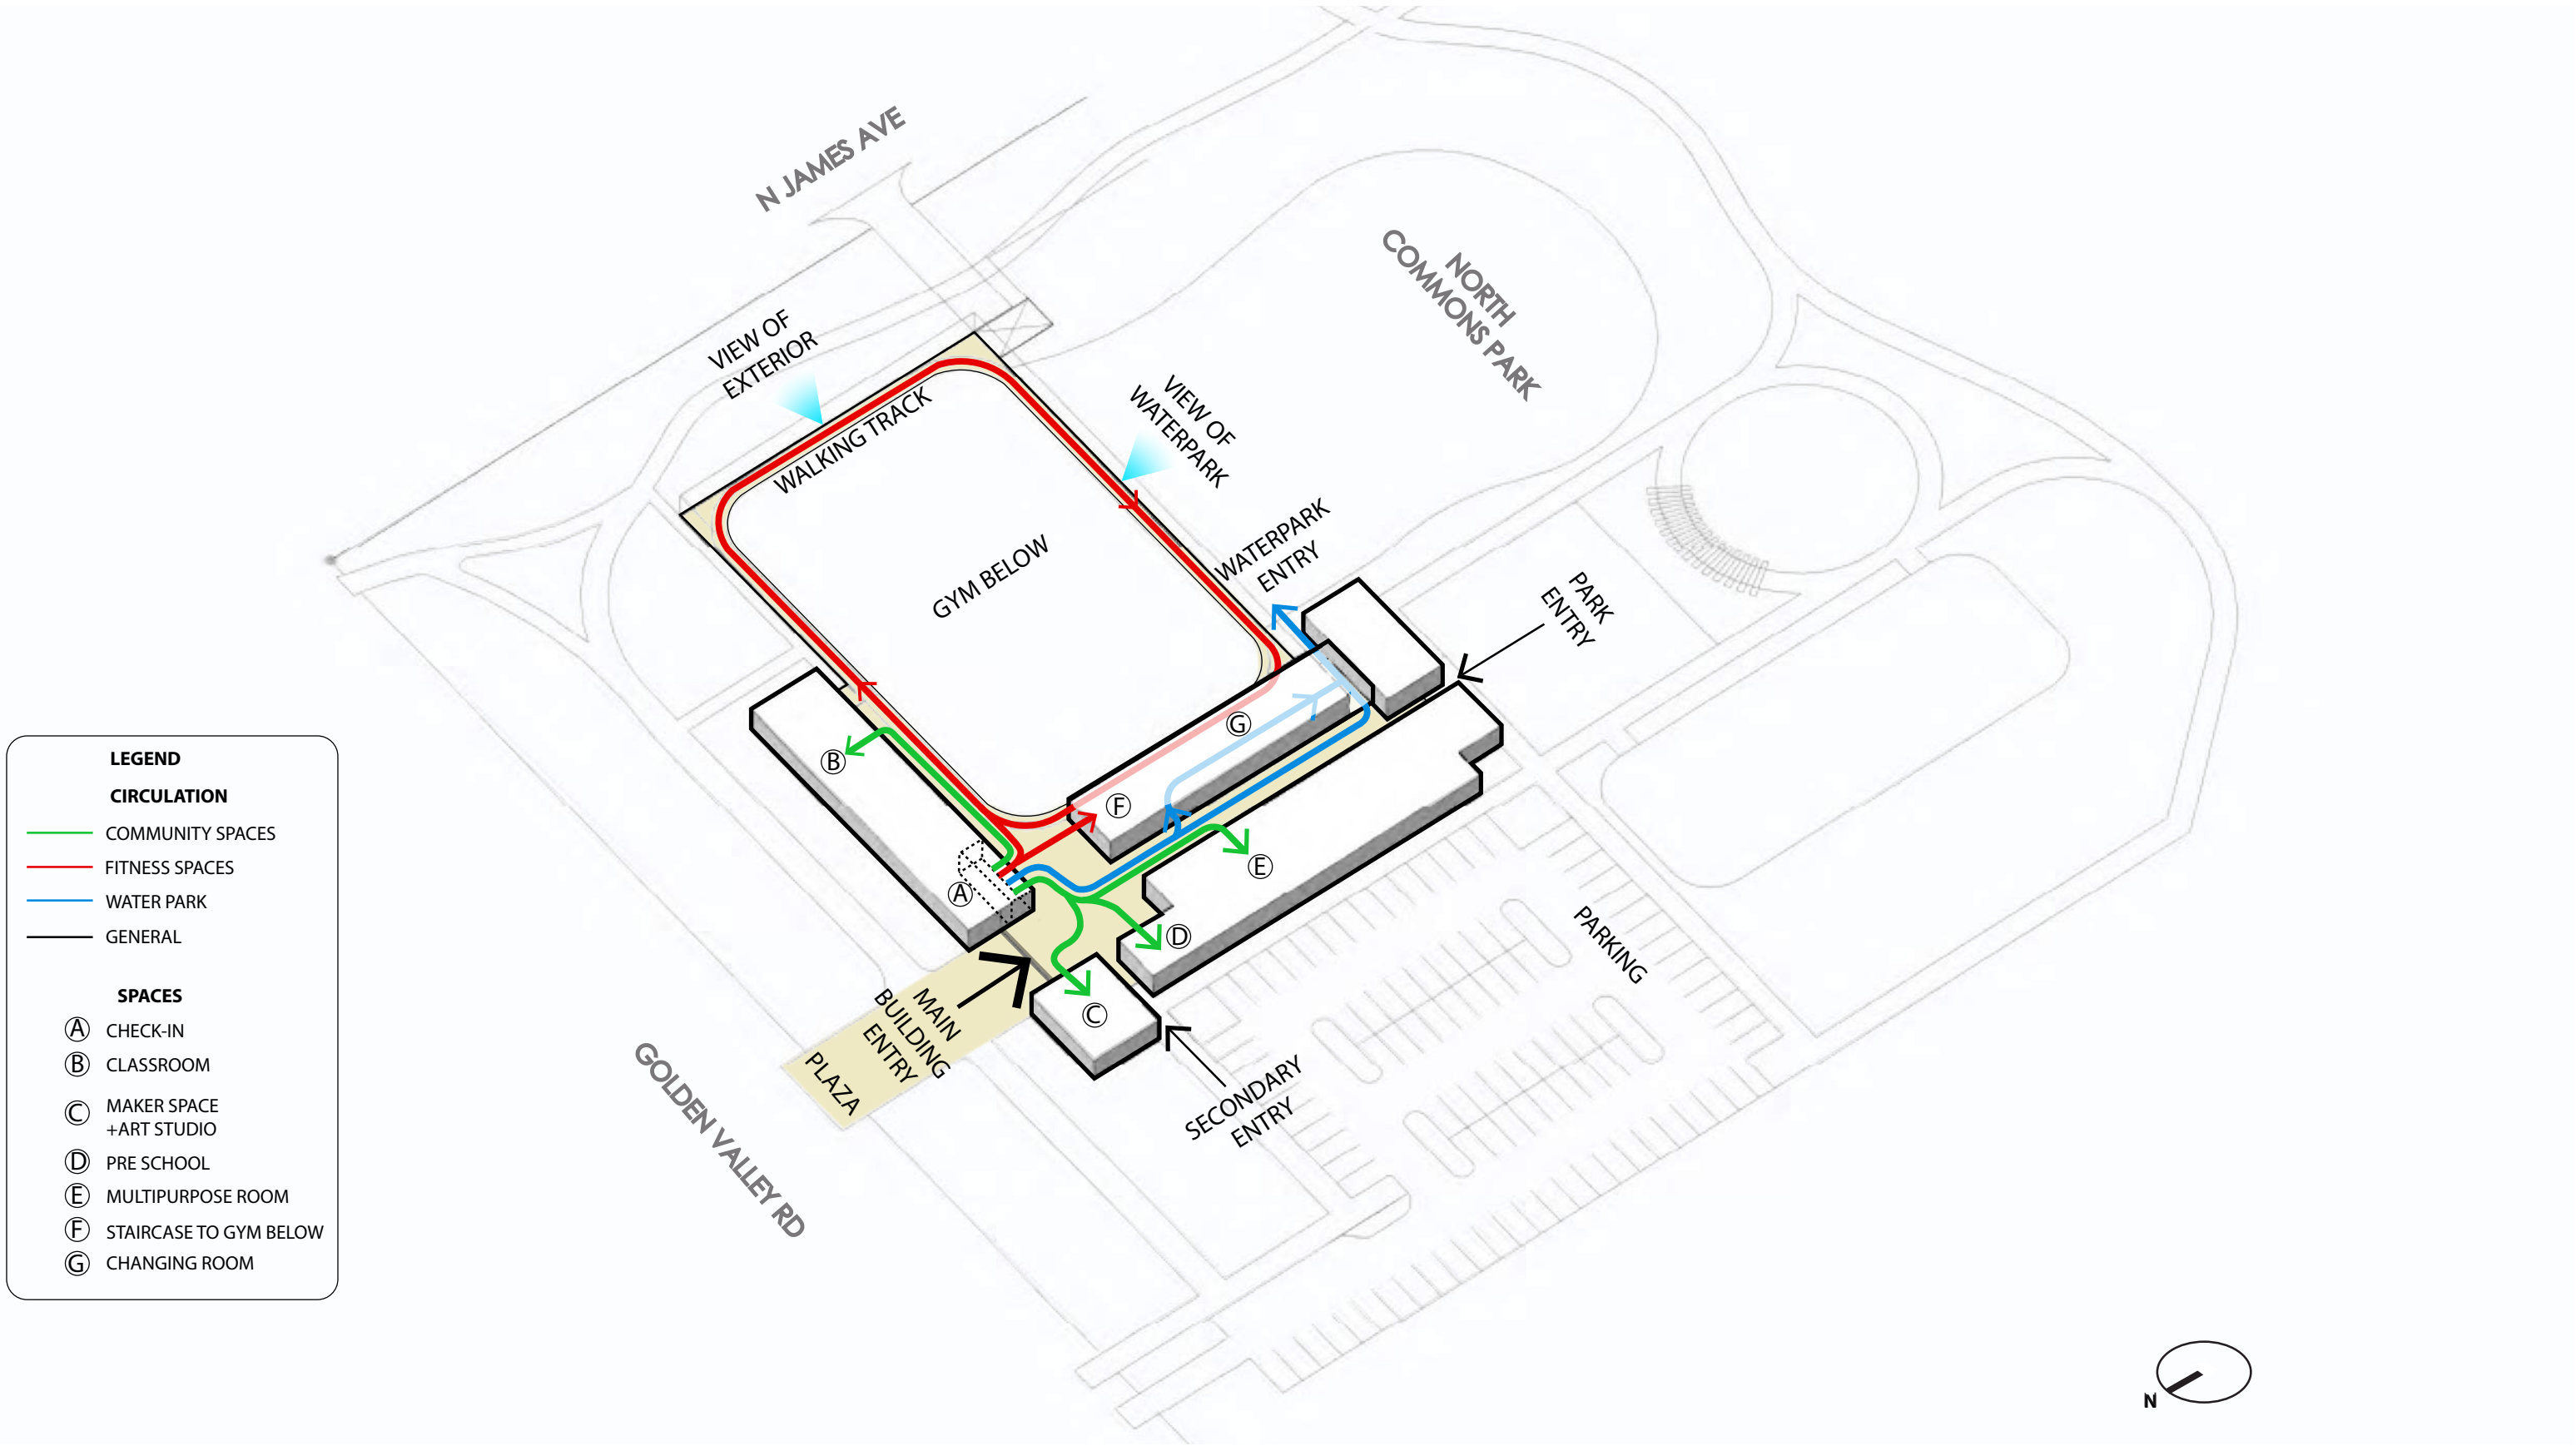 N JAMES AVE
NORTH
COMMONS PARK
VIEW OF
EXTERIOR
VIEW OF
WATERPARK
WALKING TRACK
GYM BELOW
WATERPARK
ENTRY
PARK
ENTRY
G
F
B
E
A
D
C
MAIN
BUILDING
ENTRY
PLAZA
PARKING
SECONDARY
ENTRY
GOLDEN VALLEY RD
LEGEND
CIRCULATION
COMMUNITY SPACES
FITNESS SPACES
WATER PARK
GENERAL
SPACES
A CHECK-IN
B CLASSROOM
C MAKER SPACE
+ART STUDIO
D PRE SCHOOL
E MULTIPURPOSE ROOM
F STAIRCASE TO GYM BELOW
G CHANGING ROOM
N